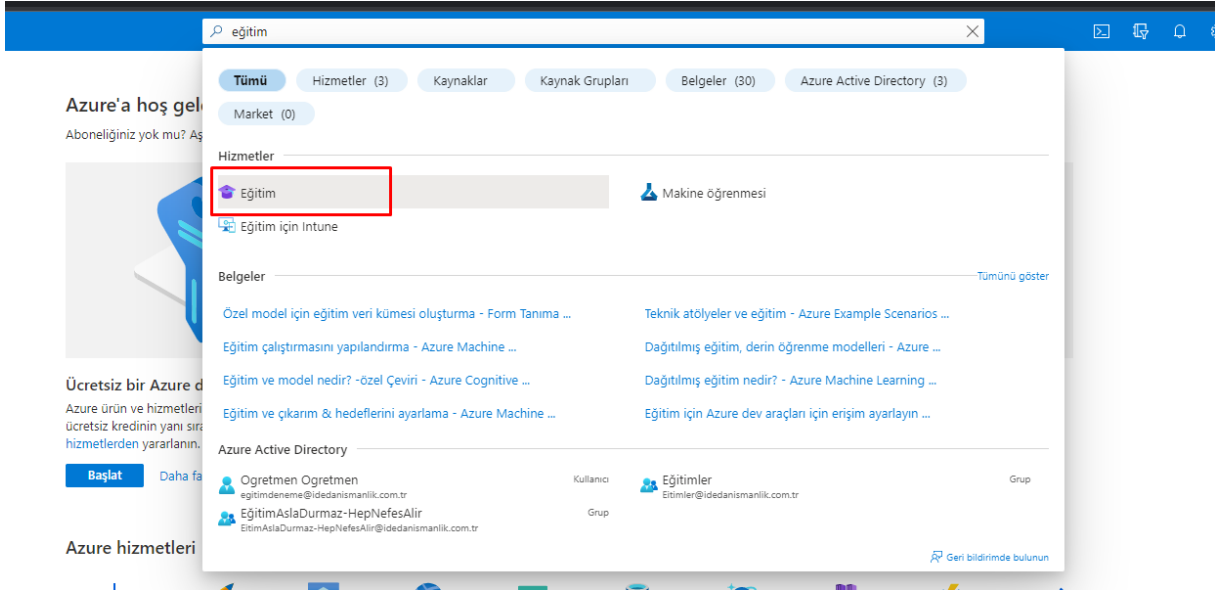 eğitim
Tümü
Hizmetler (3)
Kaynaklar
Kaynak Grupları
Belgeler (30)
Azure Active Directory (3)
Market (0)
Azure'a hoş gel
Aboneliğiniz yok mu? Aş
Hizmetler
Eğitim
Makine öğrenmesi
Eğitim için Intune
Belgeler
Tümünü göster
Özel model için eğitim veri kümesi oluşturma - Form Tanıma ...
Teknik atölyeler ve eğitim - Azure Example Scenarios ...
Eğitim çalıştırmasını yapılandırma - Azure Machine ...
Dağıtılmış eğitim, derin öğrenme modelleri - Azure ...
Eğitim ve model nedir? -özel Çeviri - Azure Cognitive ...
Dağıtılmış eğitim nedir? - Azure Machine Learning ...
Eğitim ve çıkarım & hedeflerini ayarlama - Azure Machine ...
Eğitim için Azure dev araçları için erişim ayarlayın ...
Ücretsiz bir Azure d
Azure ürün ve hizmetleri
ücretsiz kredinin yanı sıra
hizmetlerden yararlanın.
Başlat
Daha fa
Azure Active Directory
Ogretmen Ogretmen
Kullanıcı
egitimdeneme@idedanismanlik.com.tr
Eğitimler
Grup
Eitimler@idedanismanlik.com.tr
EğitimAslaDurmaz-HepNefesAlir
Grup
EitimAslaDurmaz-HepNefesAlir@idedanismanlik.com.tr
Azure hizmetleri
Geri bildirimde bulunun